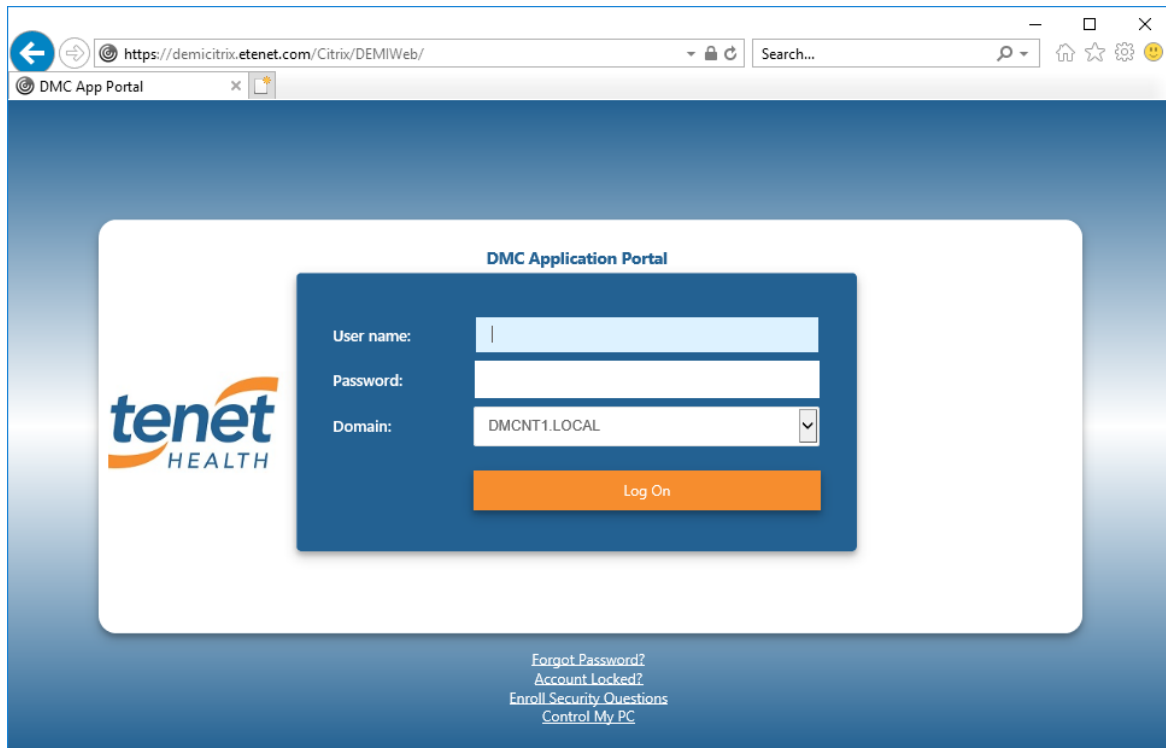 https://demicitrix.etenet.com/Citrix/DEMIWeb/
Search...
DMC App Portal
DMC Application Portal
User name:
Password:
tenet
HEALTH
Domain:
DMCNT1.LOCAL
Log On
Forgot Password?
Account Locked?
Enroll Security Questions
Control My PC